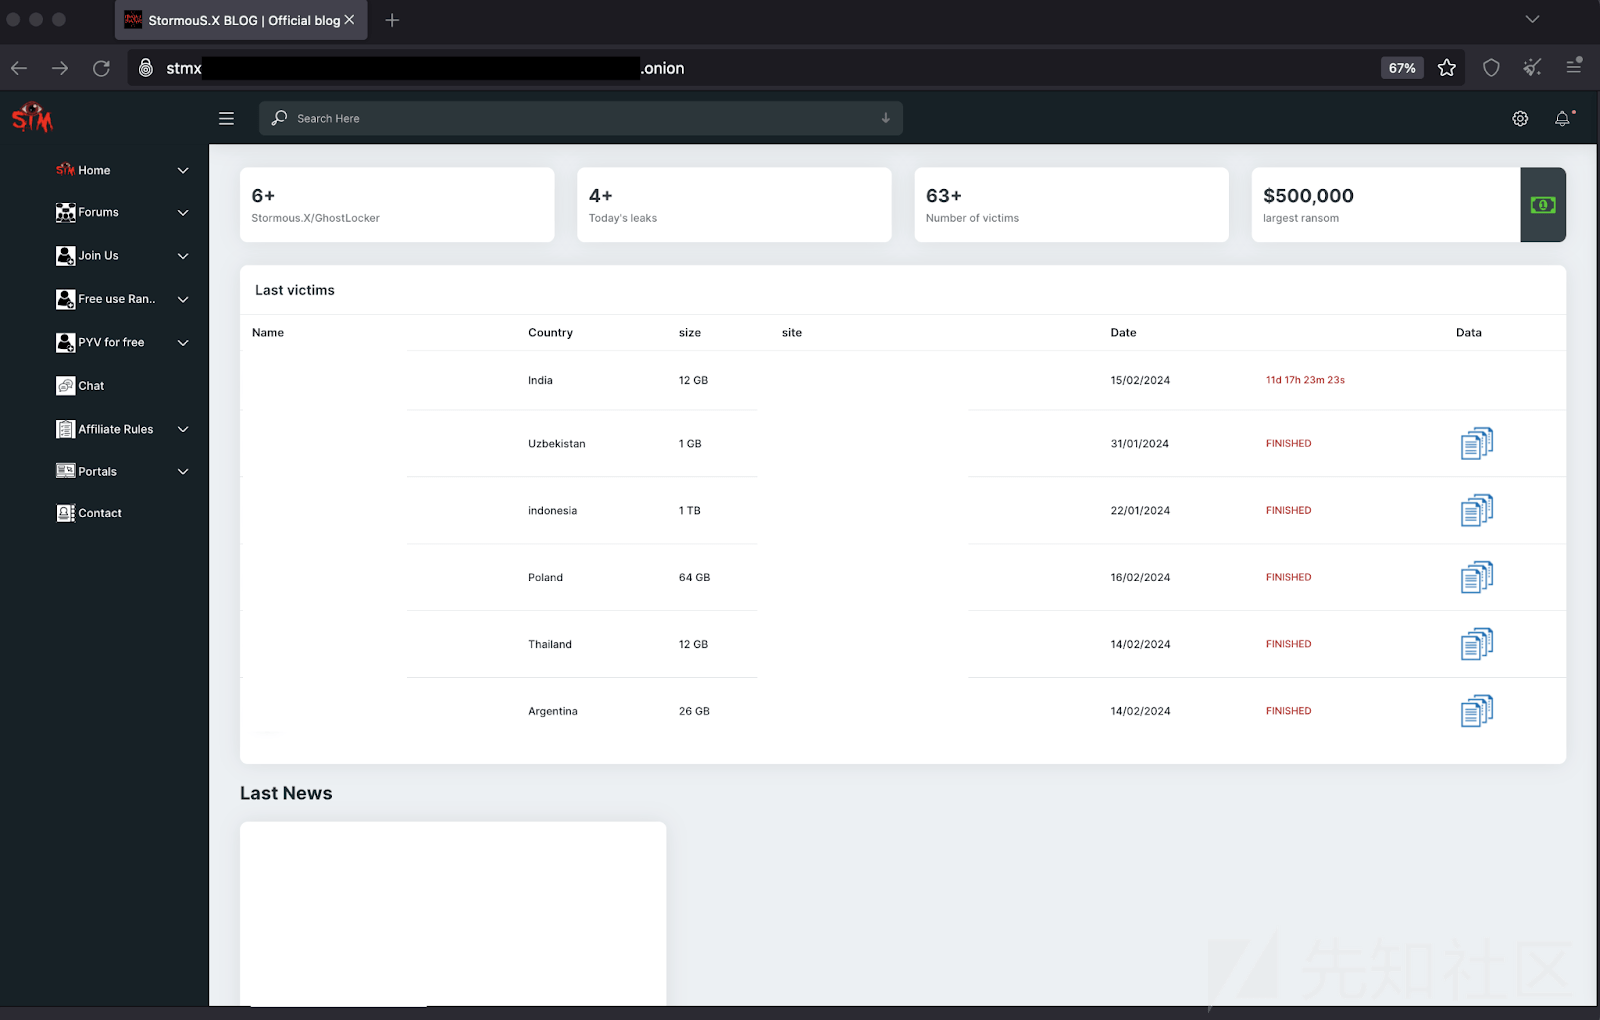 StormouS.X BLOG | Official blog
stmx .onion
67%
STM
Search Here
Home
Forums
Join Us
Free use Ran..
PYV for free
Chat
Affiliate Rules
Portals
Contact
6+
Stormous.X/GhostLocker
4+
Today's leaks
63+
Number of victims
$500,000
largest ransom
Last victims
Name Country size site Date Data
India 12 GB 15/02/2024 11d 17h 23m 23s
Uzbekistan 1 GB 31/01/2024 FINISHED
indonesia 1 TB 22/01/2024 FINISHED
Poland 64 GB 16/02/2024 FINISHED
Thailand 12 GB 14/02/2024 FINISHED
Argentina 26 GB 14/02/2024 FINISHED
Last News
先知社区